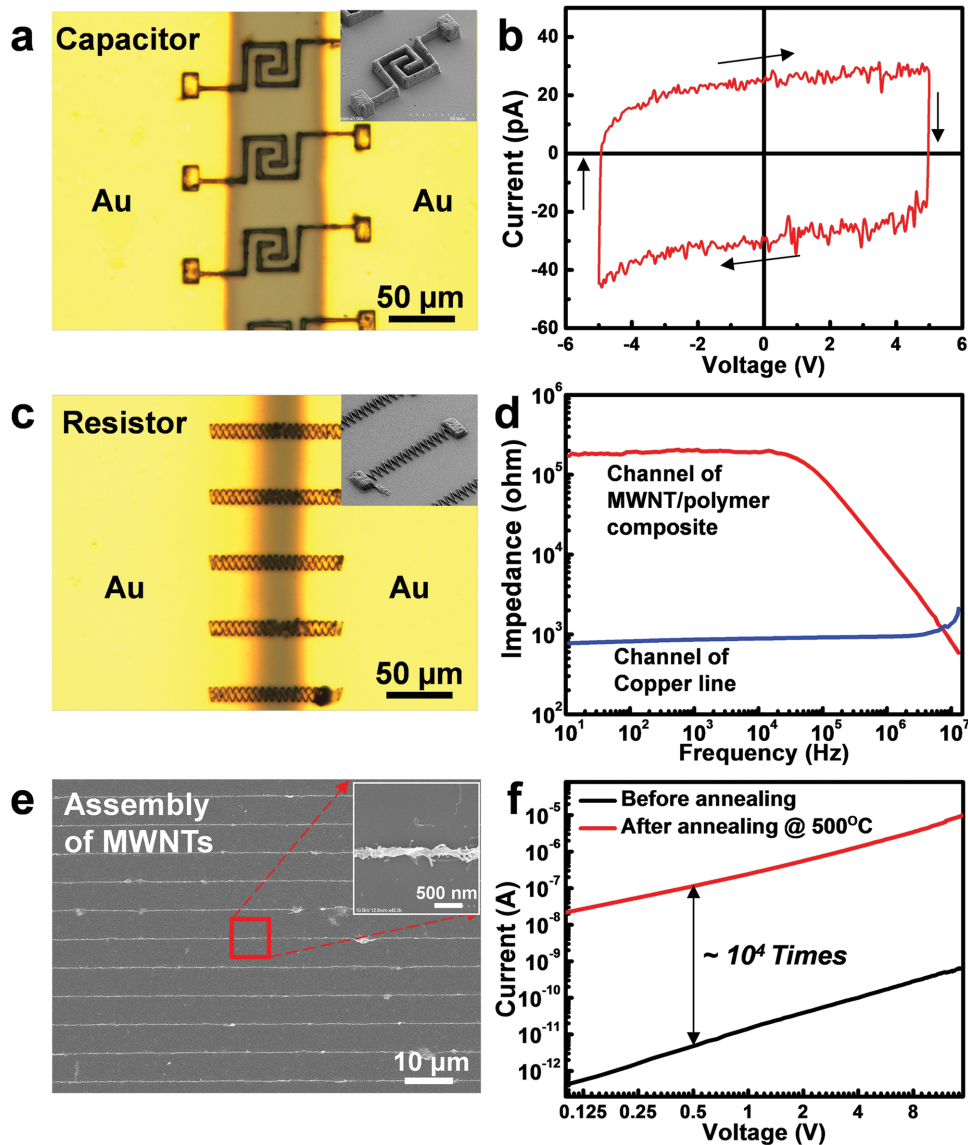 a
Capacitor
Au
Au
50 μm
b
Current (pA)
40
20
0
-20
-40
-60
-6
-4
-2
0
2
4
6
Voltage (V)
c
Resistor
Au
Au
50 μm
d
Impedance (ohm)
10⁶
10⁵
10⁴
10³
10²
Channel of
MWNT/polymer
composite
Channel of
Copper line
10¹
10²
10³
10⁴
10⁵
10⁶
10⁷
Frequency (Hz)
e
Assembly
of MWNTs
500 nm
10 μm
f
Current (A)
10⁻⁵
10⁻⁶
10⁻⁷
10⁻⁸
10⁻⁹
10⁻¹⁰
10⁻¹¹
10⁻¹²
Before annealing
After annealing @ 500⁰C
~ 10⁴ Times
0.125
0.25
0.5
1
2
4
8
Voltage (V)